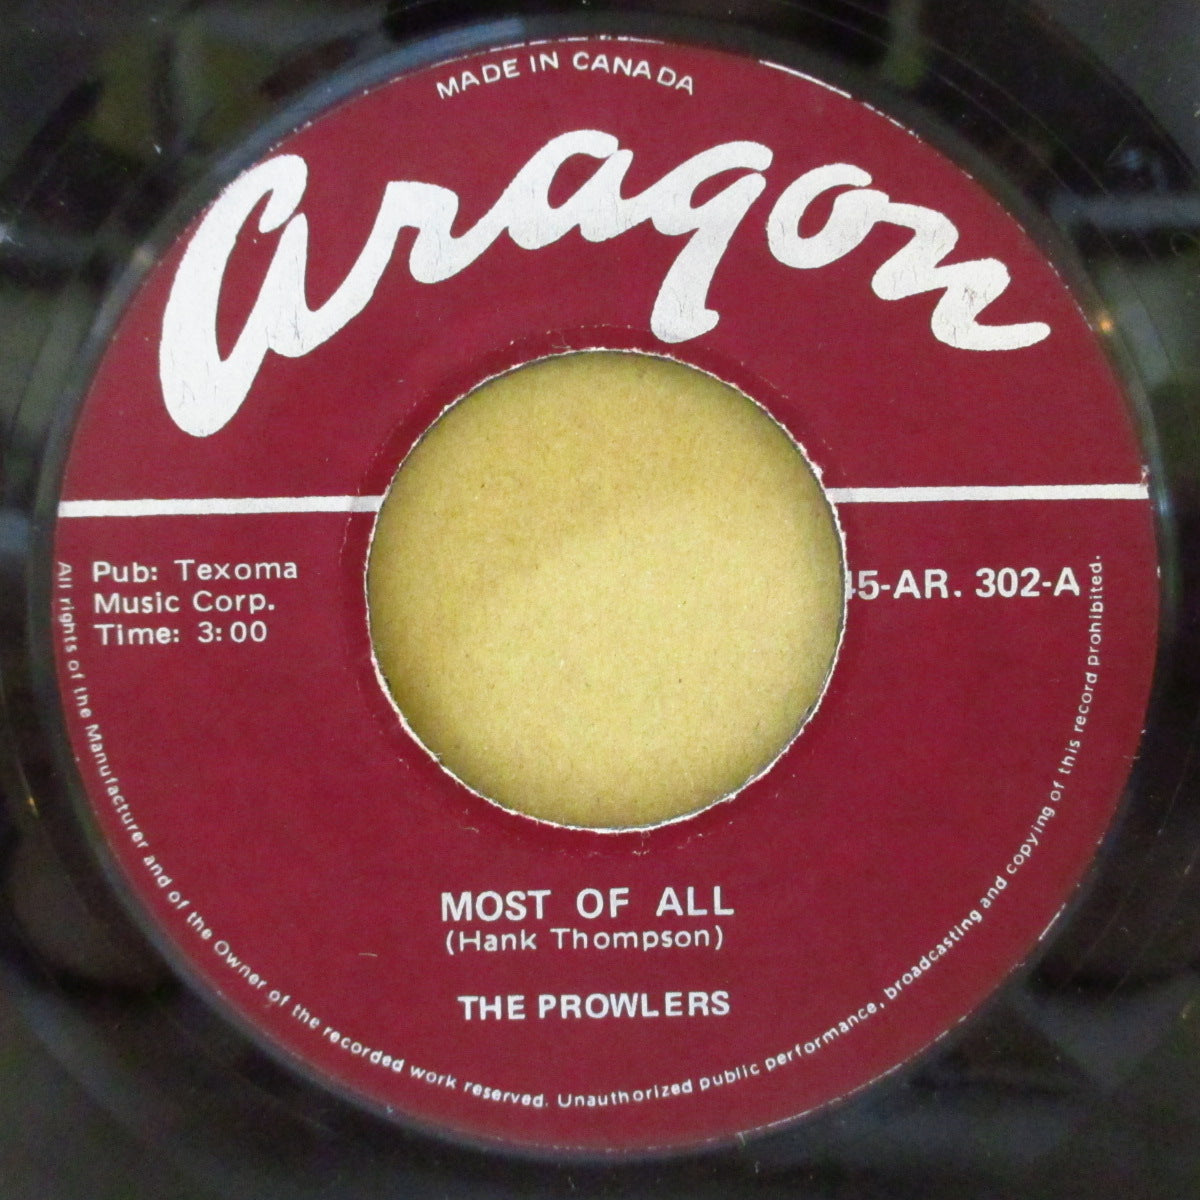 MADE IN CANADA
aragon
Pub: Texoma
Music Corp.
Time: 3:00
45-AR. 302-A
MOST OF ALL
(Hank Thompson)
THE PROWLERS
All rights of the Manufacturer and of the Owner of the recorded work reserved. Unauthorized public performance, broadcasting and copying of this record prohibited.